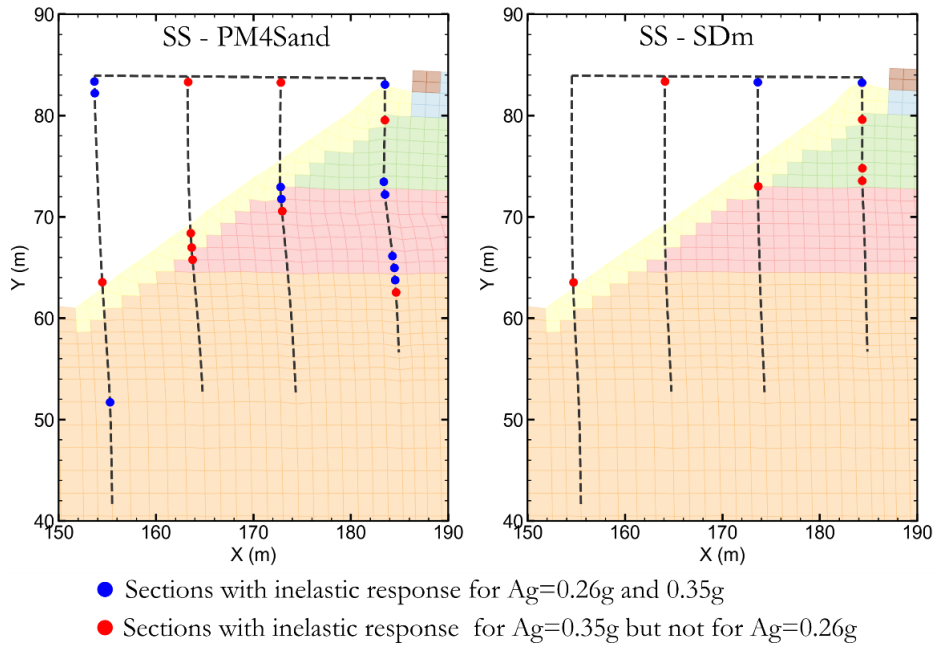 SS - PM4Sand
SS - SDm
90
80
70
60
50
40
Y (m)
150 160 170 180 190
X (m)
90
80
70
60
50
40
Y (m)
150 160 170 180 190
X (m)
Sections with inelastic response for Ag=0.26g and 0.35g
Sections with inelastic response for Ag=0.35g but not for Ag=0.26g